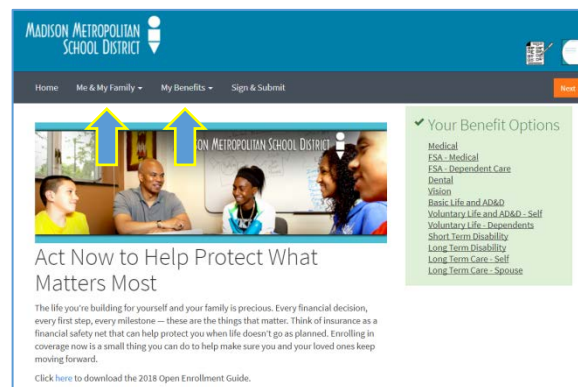 MADISON METROPOLITAN
SCHOOL DISTRICT
Home Me & My Family My Benefits Sign & Submit
Next
ON METROPOLITAN SCHOOL DISTRICT
Your Benefit Options
Medical
FSA - Medical
FSA - Dependent Care
Dental
Vision
Basic Life and AD&D
Voluntary Life and AD&D - Self
Voluntary Life - Dependents
Short Term Disability
Long Term Disability
Long Term Care - Self
Long Term Care - Spouse
Act Now to Help Protect What
Matters Most
The life you're building for yourself and your family is precious. Every financial decision,
every first step, every milestone — these are the things that matter. Think of insurance as a
financial safety net that can help protect you when life doesn't go as planned. Enrolling in
coverage now is a small thing you can do to help make sure you and your loved ones keep
moving forward.
Click here to download the 2018 Open Enrollment Guide.